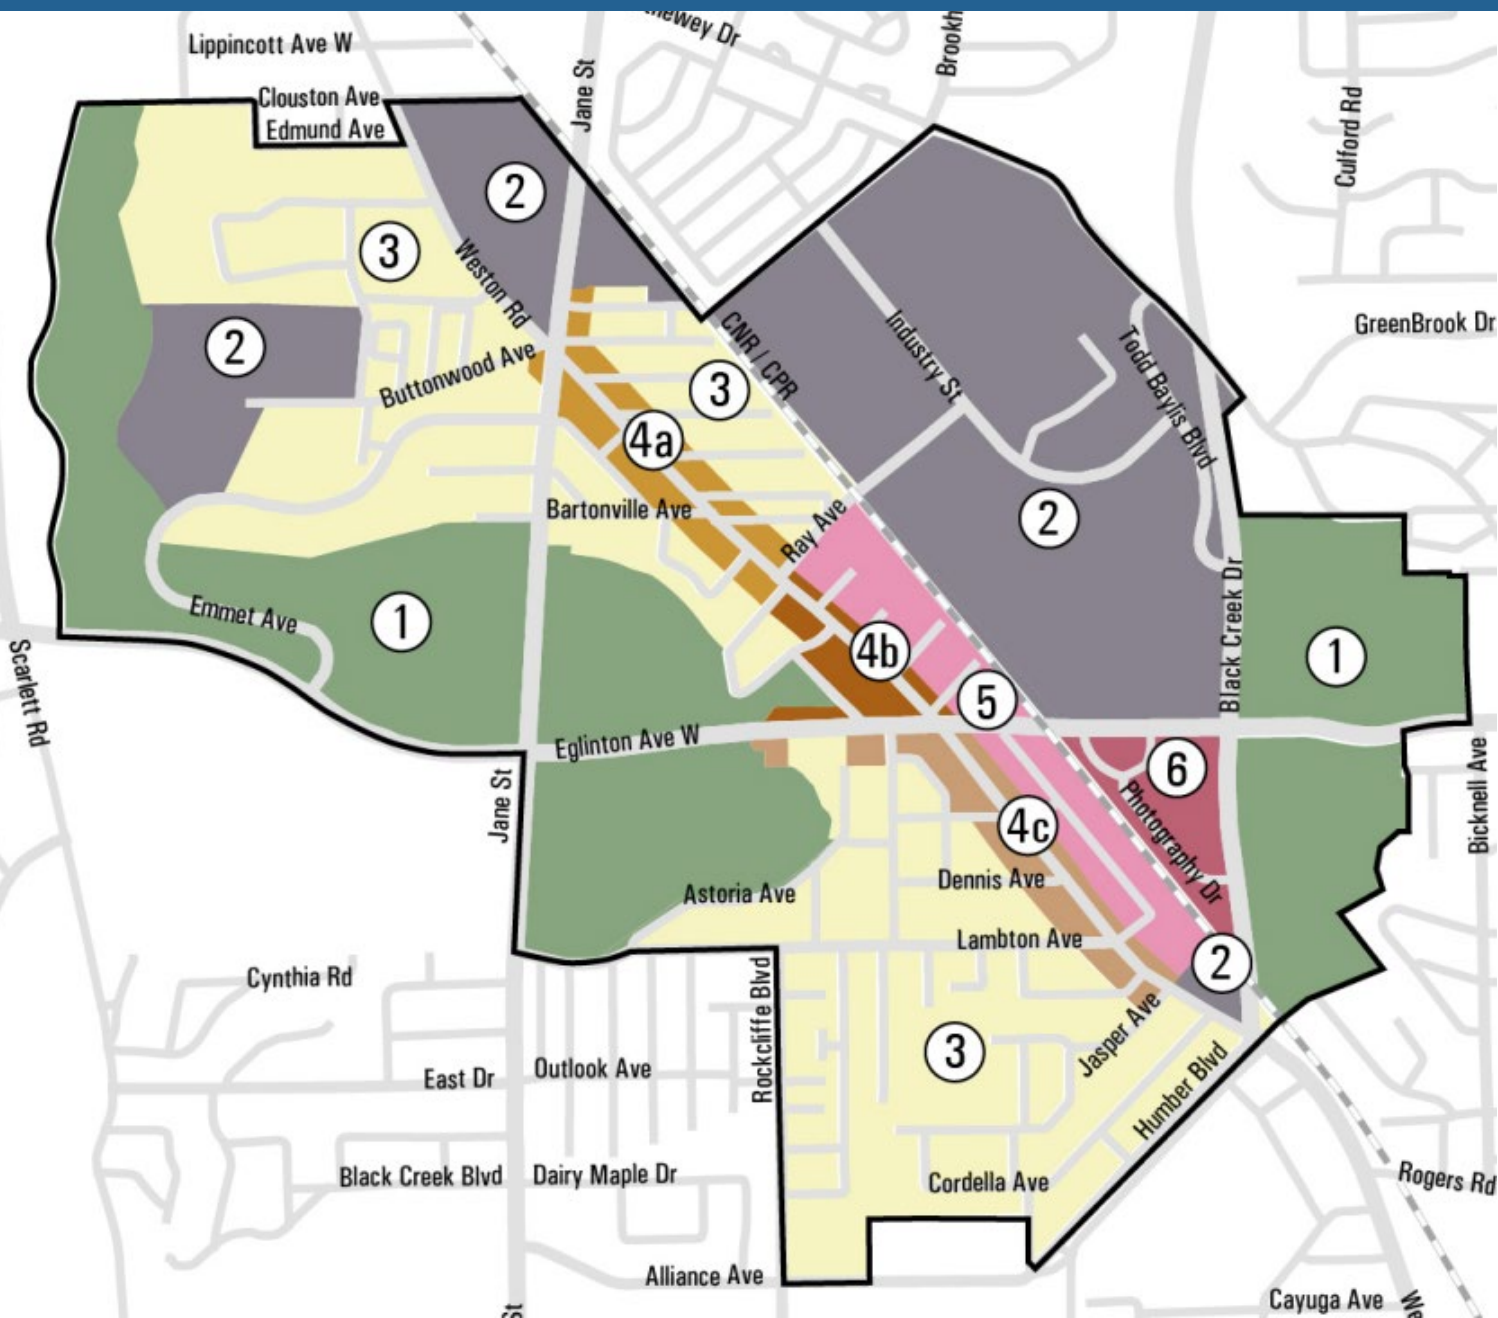 Lippincott Ave W
Clouston Ave
Edmund Ave
Jane St
Culford Rd
2
3
Weston Rd
2
Buttonwood Ave
3
CNR / CPR
Industry St
Todd Baylis Blvd
GreenBrook Dr
4a
Bartonville Ave
Ray Ave
2
Emmet Ave
1
4b
Black Creek Dr
1
Scarlett Rd
5
Eglinton Ave W
6
Photography Dr
Bicknell Ave
Jane St
4c
Astoria Ave
Dennis Ave
Lambton Ave
2
Cynthia Rd
Rockcliffe Blvd
Jasper Ave
3
East Dr
Outlook Ave
Humber Blvd
Black Creek Blvd
Dairy Maple Dr
Cordella Ave
Rogers Rd
Alliance Ave
Cayuga Ave
St
We